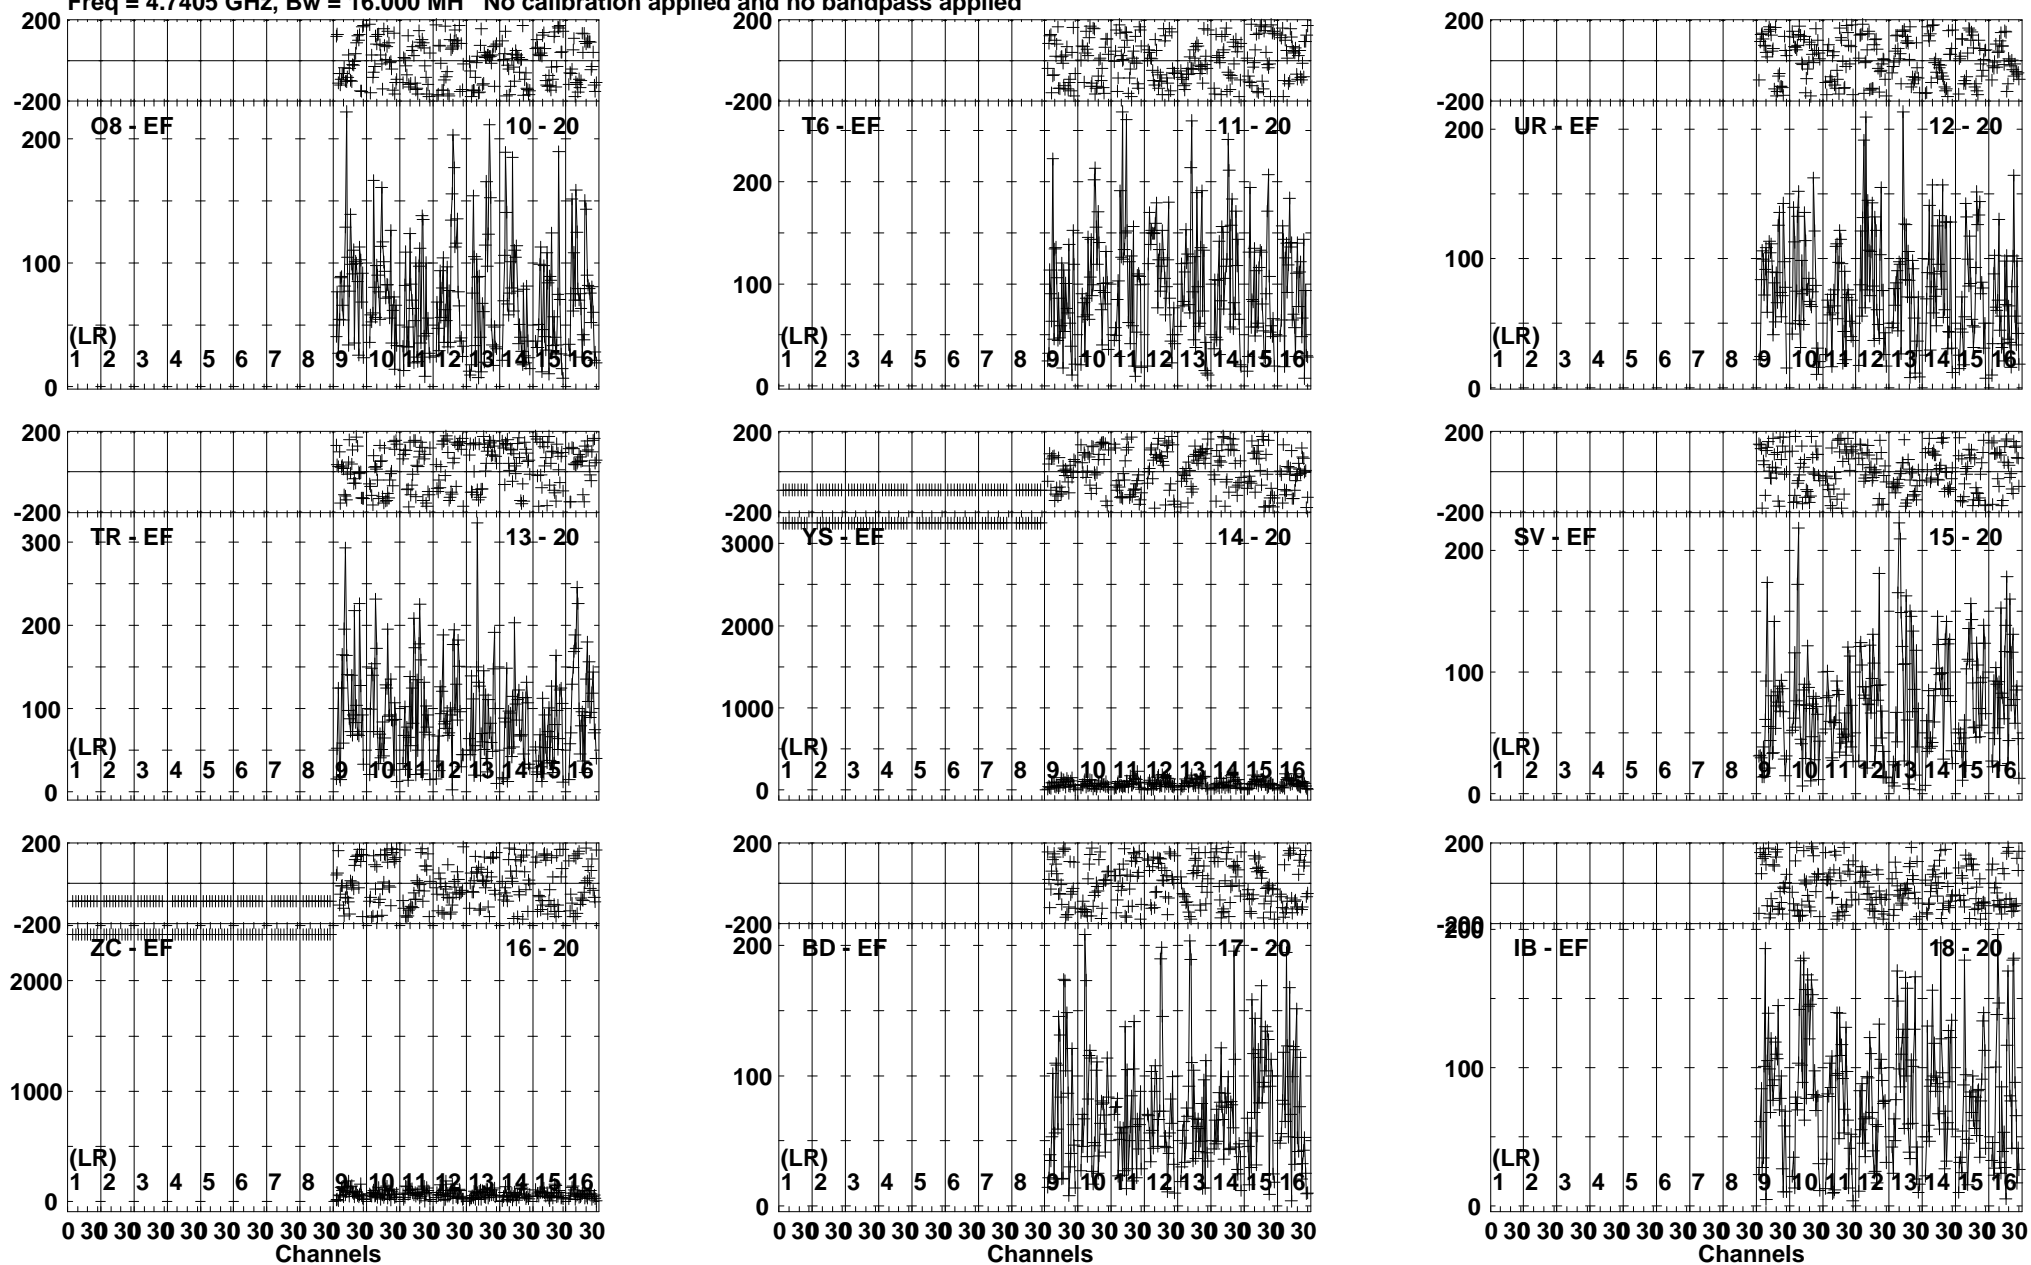 Freq = 4.7405 GHz, Bw = 16.000 MH No calibration applied and no bandpass applied
200
-200
O8 - EF 10 - 20
200
100
0
(LR)
1 2 3 4 5 6 7 8 9 10 11 12 13 14 15 16
200
-200
T6 - EF 11 - 20
200
100
0
(LR)
1 2 3 4 5 6 7 8 9 10 11 12 13 14 15 16
200
-200
UR - EF 12 - 20
200
100
0
(LR)
1 2 3 4 5 6 7 8 9 10 11 12 13 14 15 16
200
-200
TR - EF 13 - 20
300
200
100
0
(LR)
1 2 3 4 5 6 7 8 9 10 11 12 13 14 15 16
200
-200
YS - EF 14 - 20
3000
2000
1000
0
(LR)
1 2 3 4 5 6 7 8 9 10 11 12 13 14 15 16
200
-200
SV - EF 15 - 20
200
100
0
(LR)
1 2 3 4 5 6 7 8 9 10 11 12 13 14 15 16
200
-200
ZC - EF 16 - 20
2000
1000
0
(LR)
1 2 3 4 5 6 7 8 9 10 11 12 13 14 15 16
0 30 30 30 30 30 30 30 30 30 30 30 30 30 30 30 30
Channels
200
-200
BD - EF 17 - 20
200
100
0
(LR)
1 2 3 4 5 6 7 8 9 10 11 12 13 14 15 16
0 30 30 30 30 30 30 30 30 30 30 30 30 30 30 30 30
Channels
200
-200
IB - EF 18 - 20
200
100
0
(LR)
1 2 3 4 5 6 7 8 9 10 11 12 13 14 15 16
0 30 30 30 30 30 30 30 30 30 30 30 30 30 30 30 30
Channels